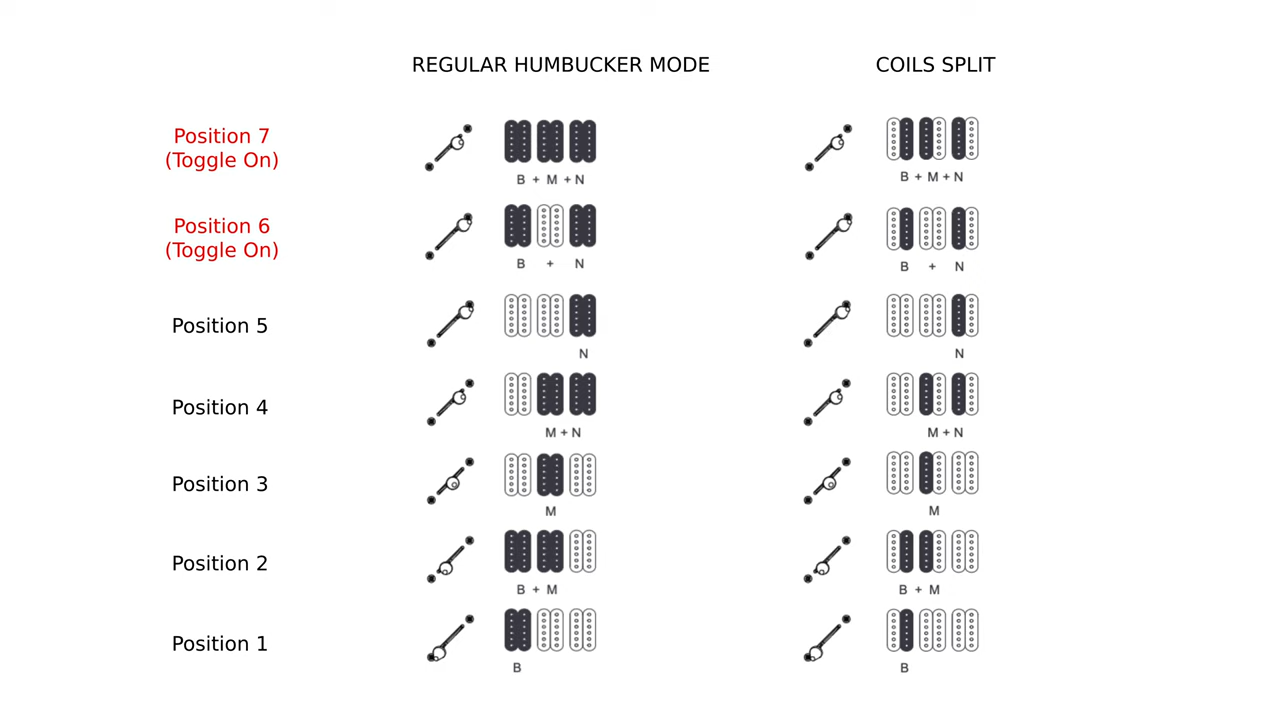 REGULAR HUMBUCKER MODE COILS SPLIT
Position 7
(Toggle On)
B + M + N B + M + N
Position 6
(Toggle On)
B + N B + N
Position 5
N N
Position 4
M + N M + N
Position 3
M M
Position 2
B + M B + M
Position 1
B B